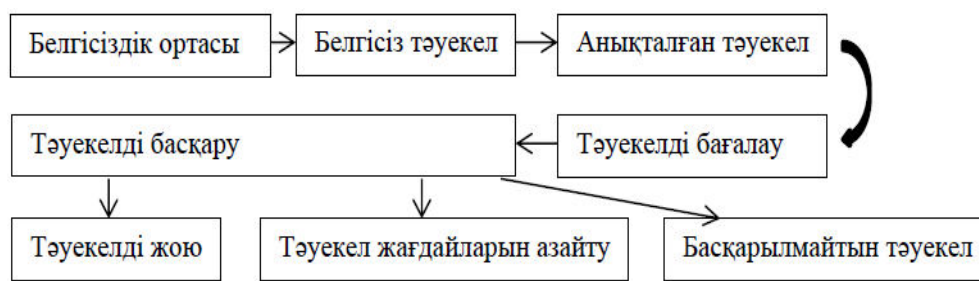 Белгісіздік ортасы
Белгісіз тәуекел
Анықталған тәуекел
Тәуекелді басқару
Тәуекелді бағалау
Тәуекелді жою
Тәуекел жағдайларын азайту
Басқарылмайтын тәуекел